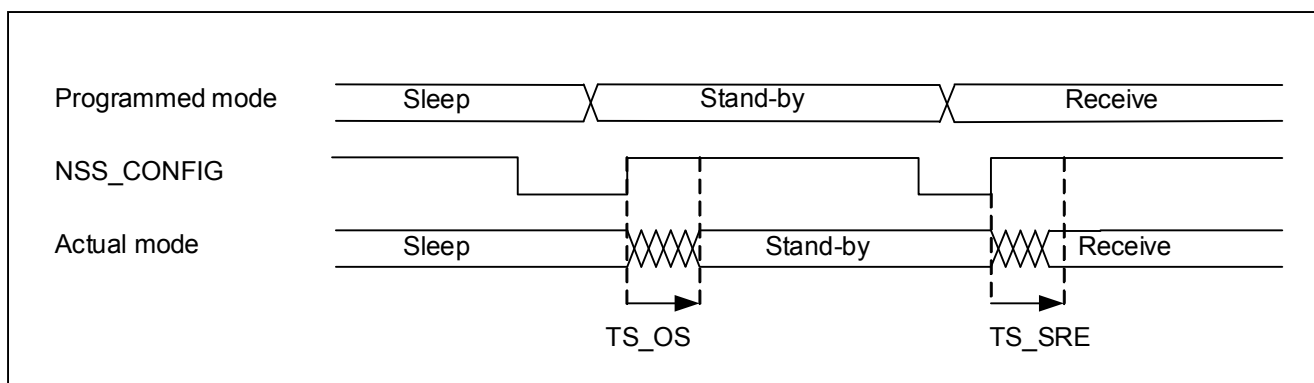 Programmed mode Sleep Stand-by Receive
NSS_CONFIG
Actual mode Sleep Stand-by Receive
TS_OS TS_SRE